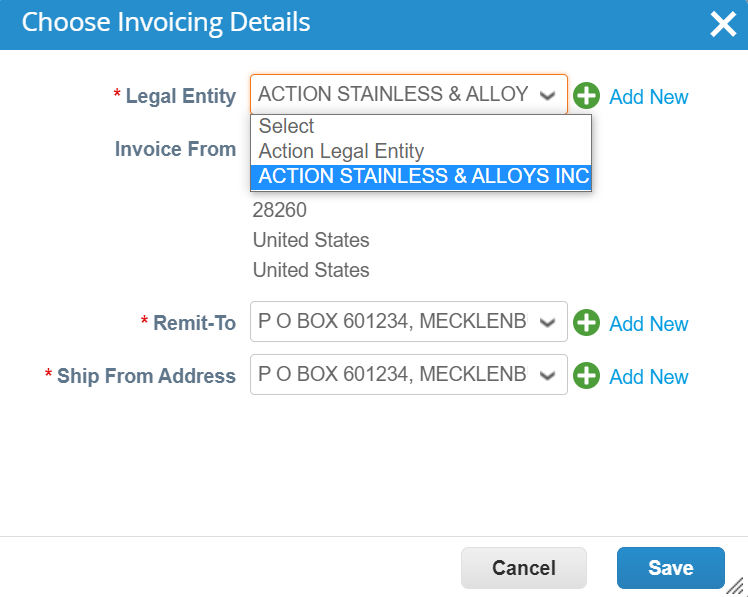 Choose Invoicing Details
* Legal Entity ACTION STAINLESS & ALLOY Add New
Select
Invoice From Action Legal Entity
ACTION STAINLESS & ALLOYS INC
28260
United States
United States
* Remit-To P O BOX 601234, MECKLENB Add New
* Ship From Address P O BOX 601234, MECKLENB Add New
Cancel Save